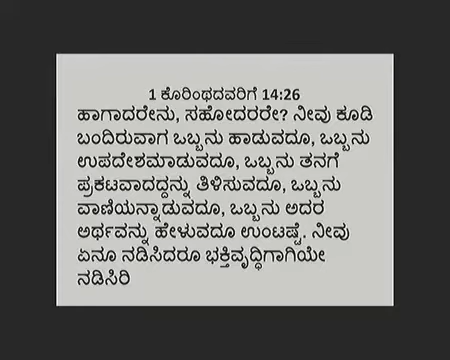 1 ಕೊರಿಂಥದವರಿಗೆ 14:26
ಹಾಗಾದರೇನು, ಸಹೋದರರೇ? ನೀವು ಕೂಡಿ
ಬಂದಿರುವಾಗ ಒಬ್ಬನು ಹಾಡುವದೂ, ಒಬ್ಬನು
ಉಪದೇಶಮಾಡುವದೂ, ಒಬ್ಬನು ತನಗೆ
ಪ್ರಕಟವಾದದ್ದನ್ನು ತಿಳಿಸುವದೂ, ಒಬ್ಬನು
ವಾಣಿಯನ್ನಾಡುವದೂ, ಒಬ್ಬನು ಅದರ
ಅರ್ಥವನ್ನು ಹೇಳುವದೂ ಉಂಟಷ್ಟೆ. ನೀವು
ಏನೂ ನಡಿಸಿದರೂ ಭಕ್ತಿವೃದ್ಧಿಗಾಗಿಯೇ
ನಡಿಸಿರಿ